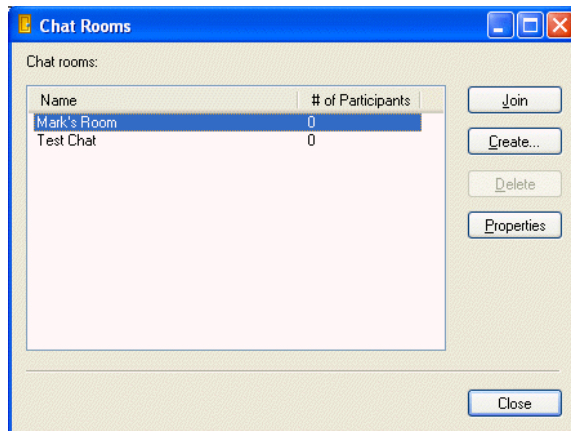 Chat Rooms
Chat rooms:
Name # of Participants
Mark's Room 0
Test Chat 0
Join
Create...
Delete
Properties
Close